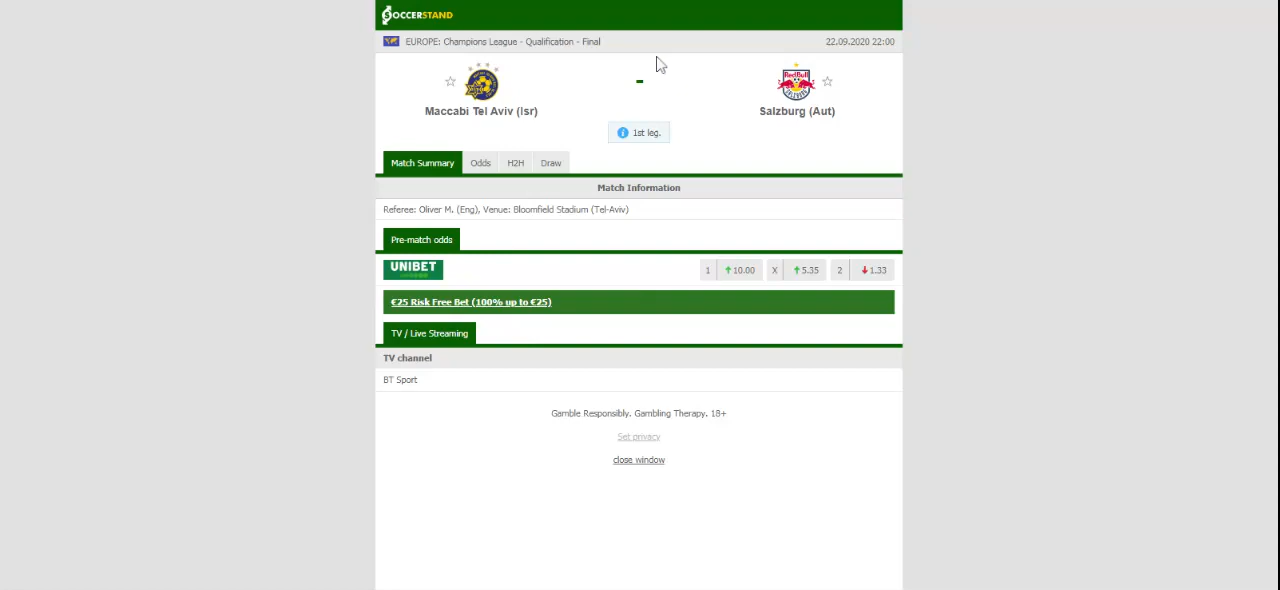 SOCCERSTAND
EUROPE: Champions League - Qualification - Final 22.09.2020 22:00
Maccabi Tel Aviv (Isr) - Salzburg (Aut)
RedBull
SALZBURG
1st leg.
Match Summary Odds H2H Draw
Match Information
Referee: Oliver M. (Eng), Venue: Bloomfield Stadium (Tel-Aviv)
Pre-match odds
UNIBET 1 10.00 X 5.35 2 1.33
€25 Risk Free Bet (100% up to €25)
TV / Live Streaming
TV channel
BT Sport
Gamble Responsibly. Gambling Therapy. 18+
Set privacy
close window